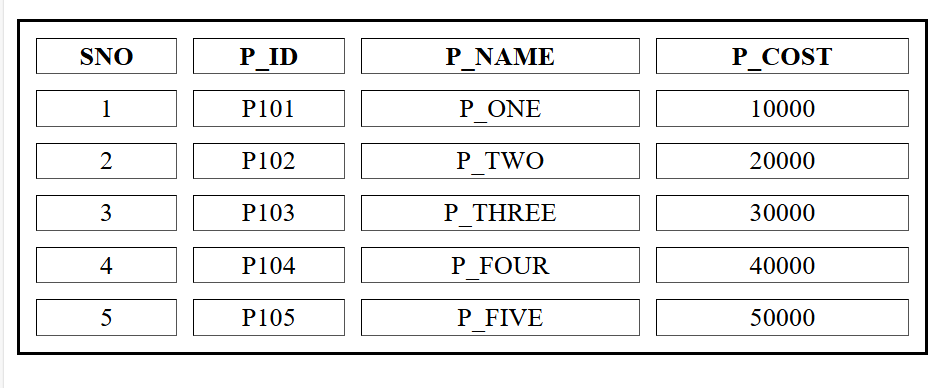 SNO P_ID P_NAME P_COST
1 P101 P_ONE 10000
2 P102 P_TWO 20000
3 P103 P_THREE 30000
4 P104 P_FOUR 40000
5 P105 P_FIVE 50000